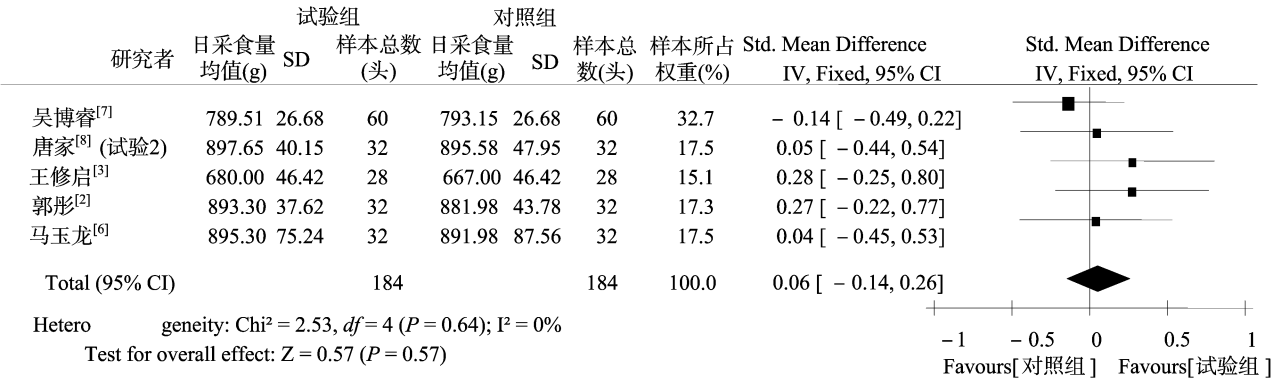 试验组 对照组
研究者 日采食量均值(g) SD 样本总数(头) 日采食量均值(g) SD 样本总数(头) 样本所占权重(%) Std. Mean Difference IV, Fixed, 95% CI Std. Mean Difference IV, Fixed, 95% CI
吴博睿[7] 789.51 26.68 60 793.15 26.68 60 32.7 - 0.14 [ - 0.49, 0.22]
唐家[8] (试验2) 897.65 40.15 32 895.58 47.95 32 17.5 0.05 [ - 0.44, 0.54]
王修启[3] 680.00 46.42 28 667.00 46.42 28 15.1 0.28 [ - 0.25, 0.80]
郭彤[2] 893.30 37.62 32 881.98 43.78 32 17.3 0.27 [ - 0.22, 0.77]
马玉龙[6] 895.30 75.24 32 891.98 87.56 32 17.5 0.04 [ - 0.45, 0.53]
Total (95% CI) 184 184 100.0 0.06 [ - 0.14, 0.26]
Hetero geneity: Chi² = 2.53, df = 4 (P = 0.64); I² = 0%
Test for overall effect: Z = 0.57 (P = 0.57)
- 1 - 0.5 0 0.5 1
Favours[对照组] Favours[试验组]